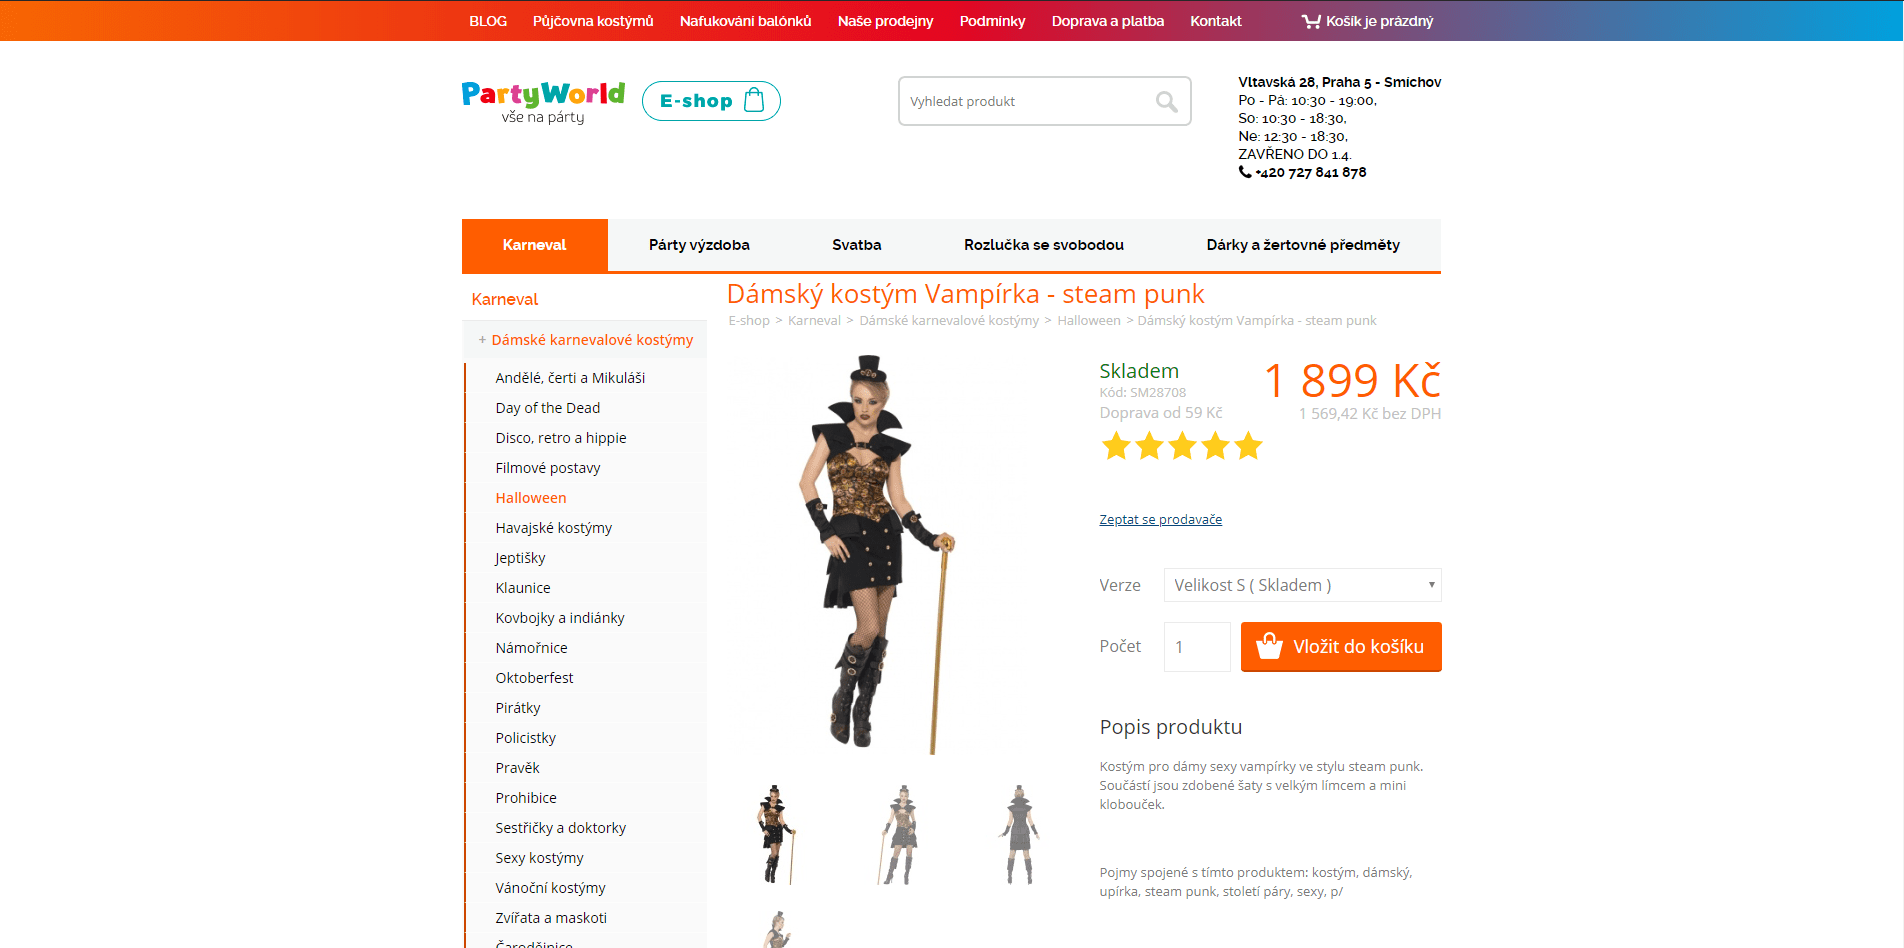 BLOG Půjčovna kostýmů Nafukování balónků Naše prodejny Podmínky Doprava a platba Kontakt Košík je prázdný
PartyWorld
vše na párty
E-shop
Vyhledat produkt
Vltavská 28, Praha 5 - Smíchov
Po - Pá: 10:30 - 19:00,
So: 10:30 - 18:30,
Ne: 12:30 - 18:30,
ZAVŘENO DO 1.4.
+420 727 841 878
Karneval Párty výzdoba Svatba Rozlučka se svobodou Dárky a žertovné předměty
Karneval
+ Dámské karnevalové kostýmy
Andělé, čerti a Mikuláši
Day of the Dead
Disco, retro a hippie
Filmové postavy
Halloween
Havajské kostýmy
Jeptišky
Klaunice
Kovbojky a indiánky
Námořnice
Oktoberfest
Pirátky
Policistky
Pravěk
Prohibice
Sestřičky a doktorky
Sexy kostýmy
Vánoční kostýmy
Zvířata a maskoti
Čarodějnice
Dámský kostým Vampírka - steam punk
E-shop > Karneval > Dámské karnevalové kostýmy > Halloween > Dámský kostým Vampírka - steam punk
Skladem
Kód: SM28708
Doprava od 59 Kč
1 899 Kč
1 569,42 Kč bez DPH
Zeptat se prodavače
Verze Velikost S ( Skladem )
Počet 1 Vložit do košíku
Popis produktu
Kostým pro dámy sexy vampírky ve stylu steam punk.
Součástí jsou zdobené šaty s velkým límcem a mini
klobouček.
Pojmy spojené s tímto produktem: kostým, dámský,
upírka, steam punk, století páry, sexy, p/